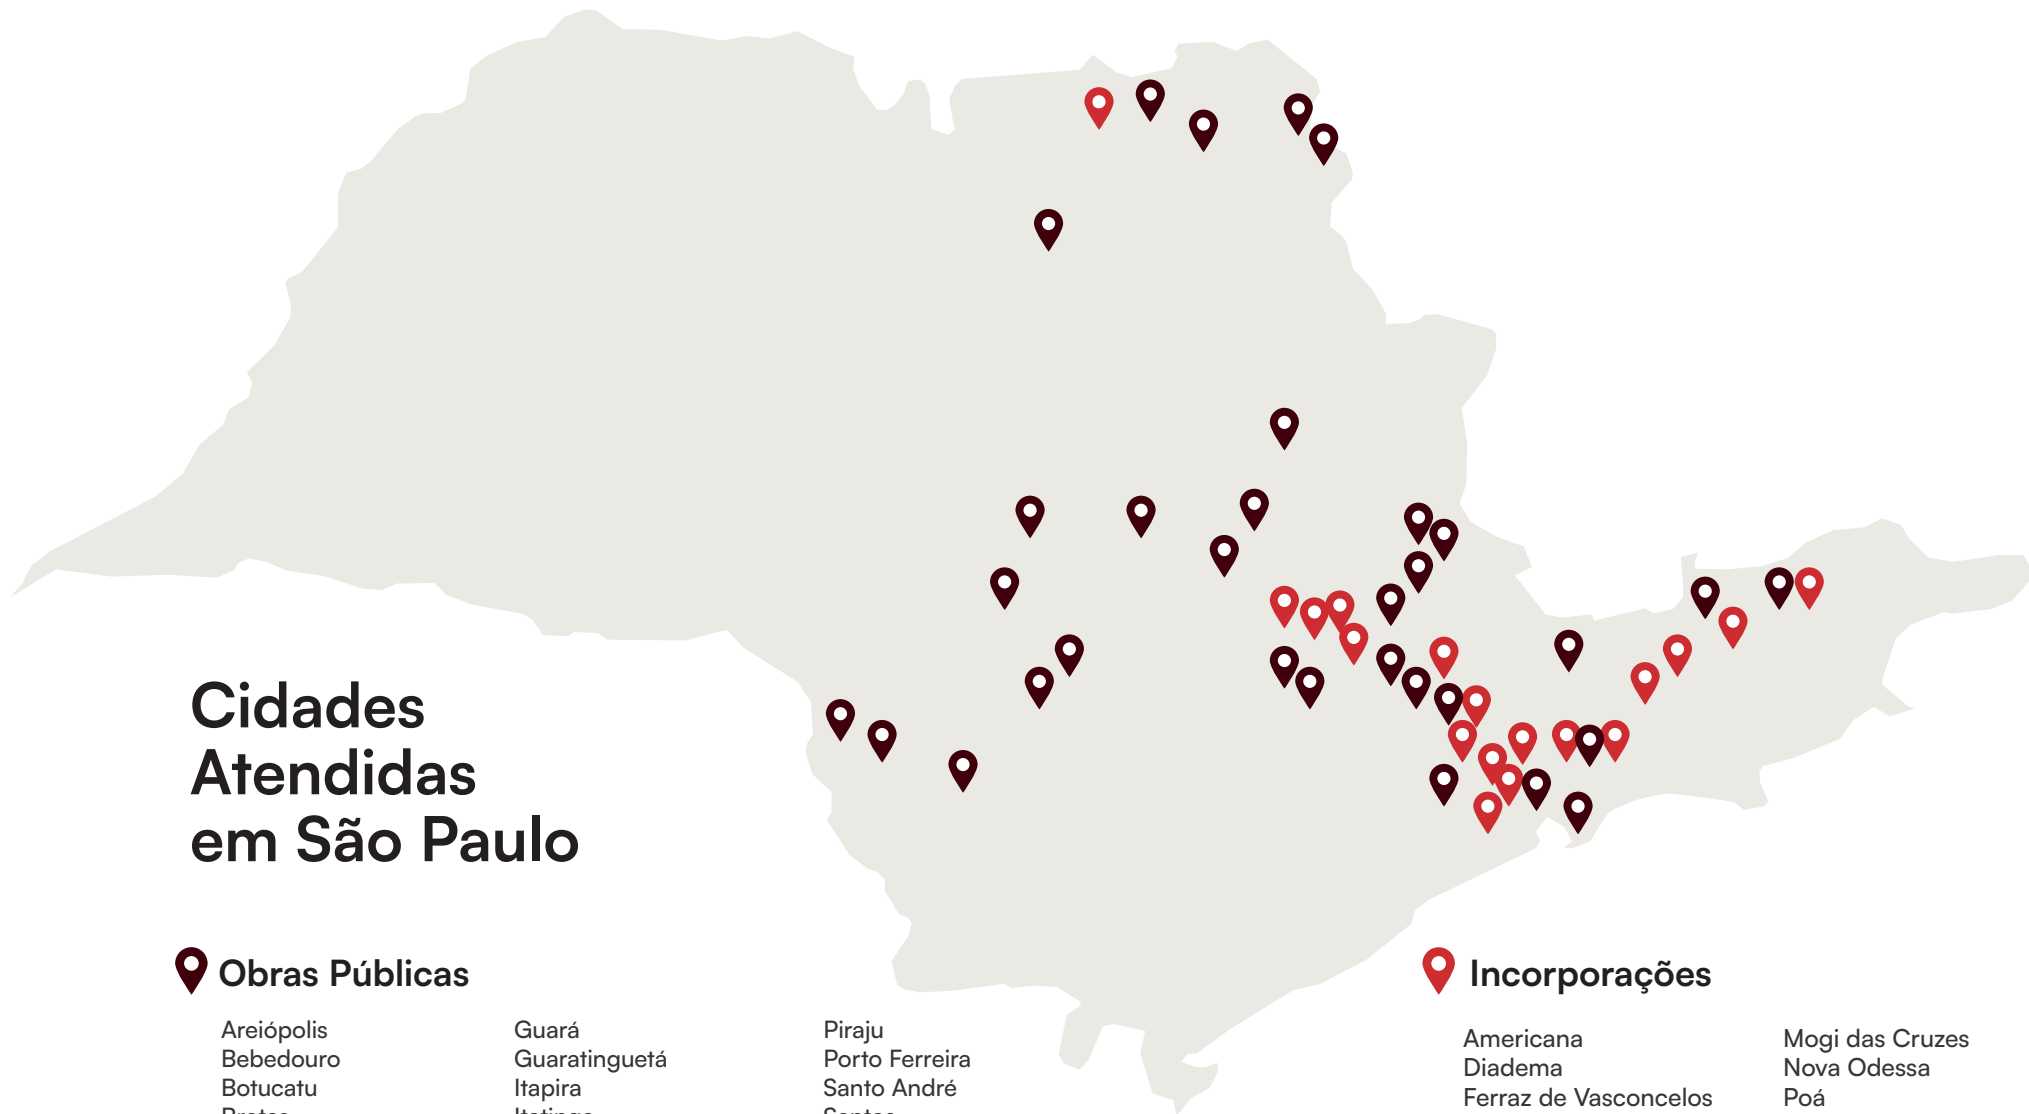 Cidades
Atendidas
em São Paulo
Obras Públicas
Areiópolis
Bebedouro
Botucatu
Guará
Guaratinguetá
Itapira
Piraju
Porto Ferreira
Santo André
Santos
Incorporações
Americana
Diadema
Ferraz de Vasconcelos
Mogi das Cruzes
Nova Odessa
Poá